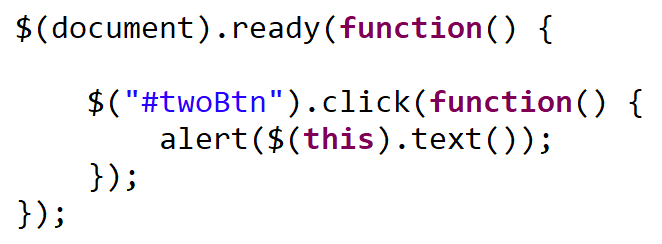 $(document).ready(function() {
$("#twoBtn").click(function() {
alert($(this).text());
});
});